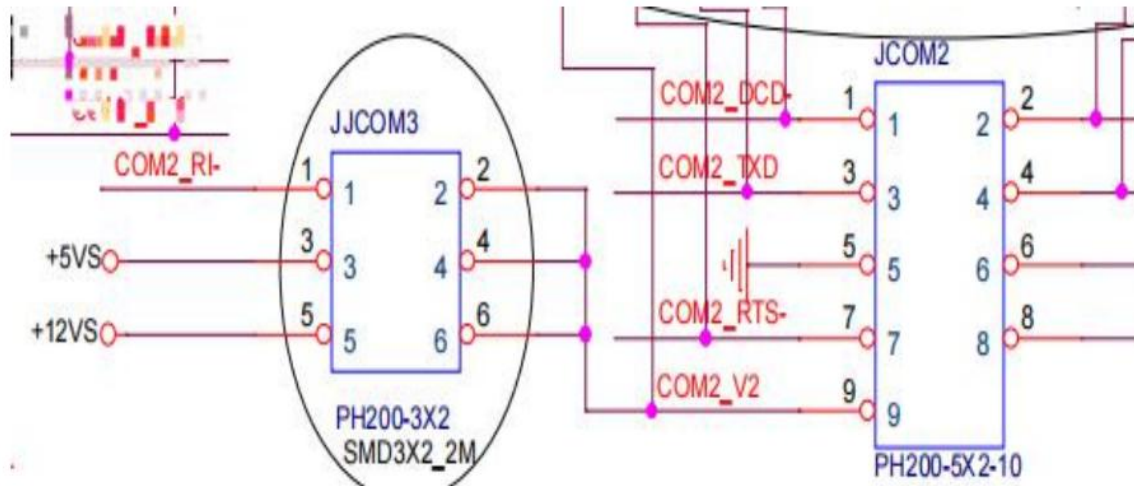 JCOM2
COM2_DCD-
1
1
2
2
JJCOM3
COM2_RI-
1
1
2
2
COM2_TXD
3
3
4
4
+5VS
3
3
4
4
5
5
6
6
+12VS
5
5
6
6
COM2_RTS-
7
7
8
8
COM2_V2
9
9
PH200-3X2
SMD3X2_2M
PH200-5X2-10